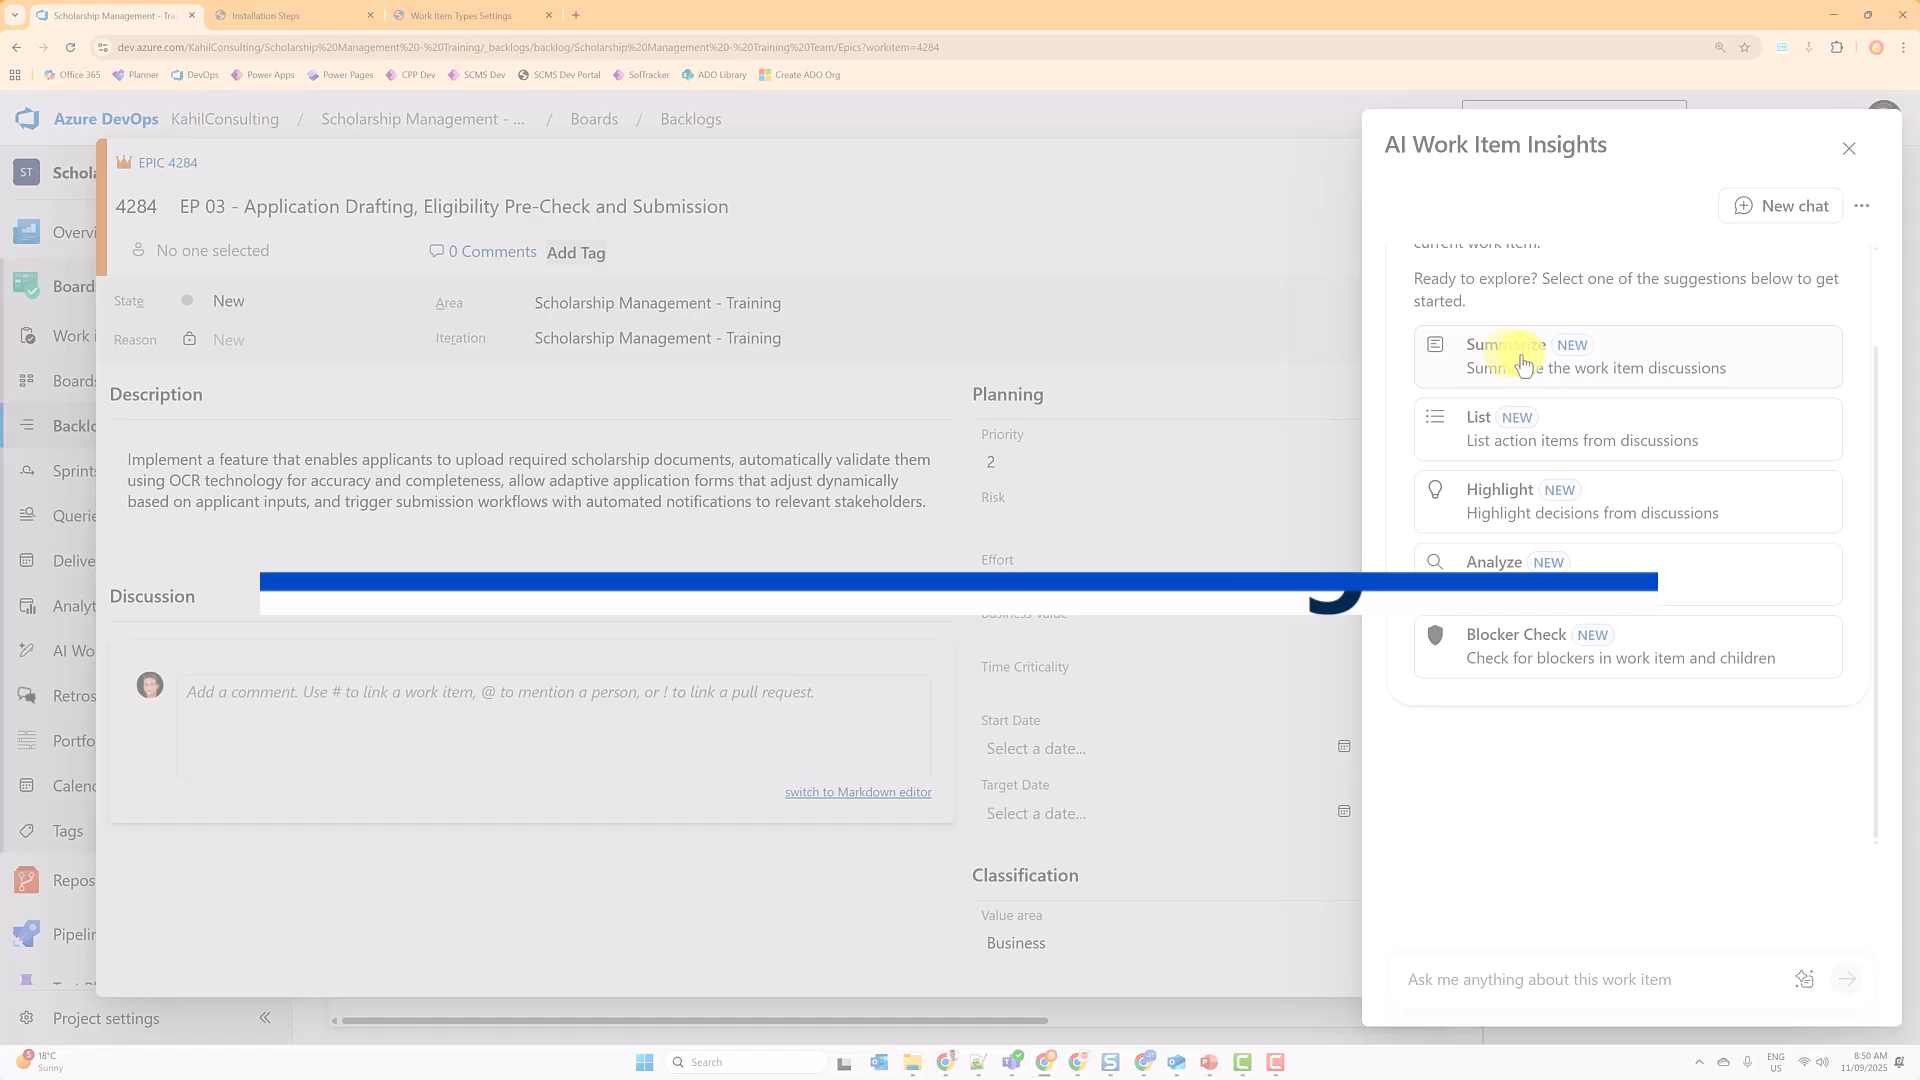 Scholarship Management - Tra
Installation Steps
Work Item Types Settings
dev.azure.com/KahilConsulting/Scholarship%20Management%20-%20Training/_backlogs/backlog/Scholarship%20Management%20-%20Training%20Team/Epics?workitem=4284
Office 365
Planner
DevOps
Power Apps
Power Pages
CPP Dev
SCMS Dev
SCMS Dev Portal
SolTracker
ADO Library
Create ADO Org
Azure DevOps
KahilConsulting
/
Scholarship Management - ...
/
Boards
/
Backlogs
ST
Schola
Overvi
Boards
Work i
Boards
Backlo
Sprints
Querie
Delive
Analyt
AI Wo
Retros
Portfo
Calend
Tags
Repos
Pipelin
Project settings
EPIC 4284
4284 EP 03 - Application Drafting, Eligibility Pre-Check and Submission
No one selected
0 Comments
Add Tag
State
New
Area
Scholarship Management - Training
Reason
New
Iteration
Scholarship Management - Training
Description
Implement a feature that enables applicants to upload required scholarship documents, automatically validate them
using OCR technology for accuracy and completeness, allow adaptive application forms that adjust dynamically
based on applicant inputs, and trigger submission workflows with automated notifications to relevant stakeholders.
Discussion
Add a comment. Use # to link a work item, @ to mention a person, or ! to link a pull request.
switch to Markdown editor
Planning
Priority
2
Risk
Effort
Business Value
Time Criticality
Start Date
Select a date...
Target Date
Select a date...
Classification
Value area
Business
AI Work Item Insights
New chat
current work item.
Ready to explore? Select one of the suggestions below to get
started.
Summarize NEW
Summarize the work item discussions
List NEW
List action items from discussions
Highlight NEW
Highlight decisions from discussions
Analyze NEW
Blocker Check NEW
Check for blockers in work item and children
Ask me anything about this work item
5
18°C
Sunny
Search
ENG
US
8:50 AM
11/09/2025